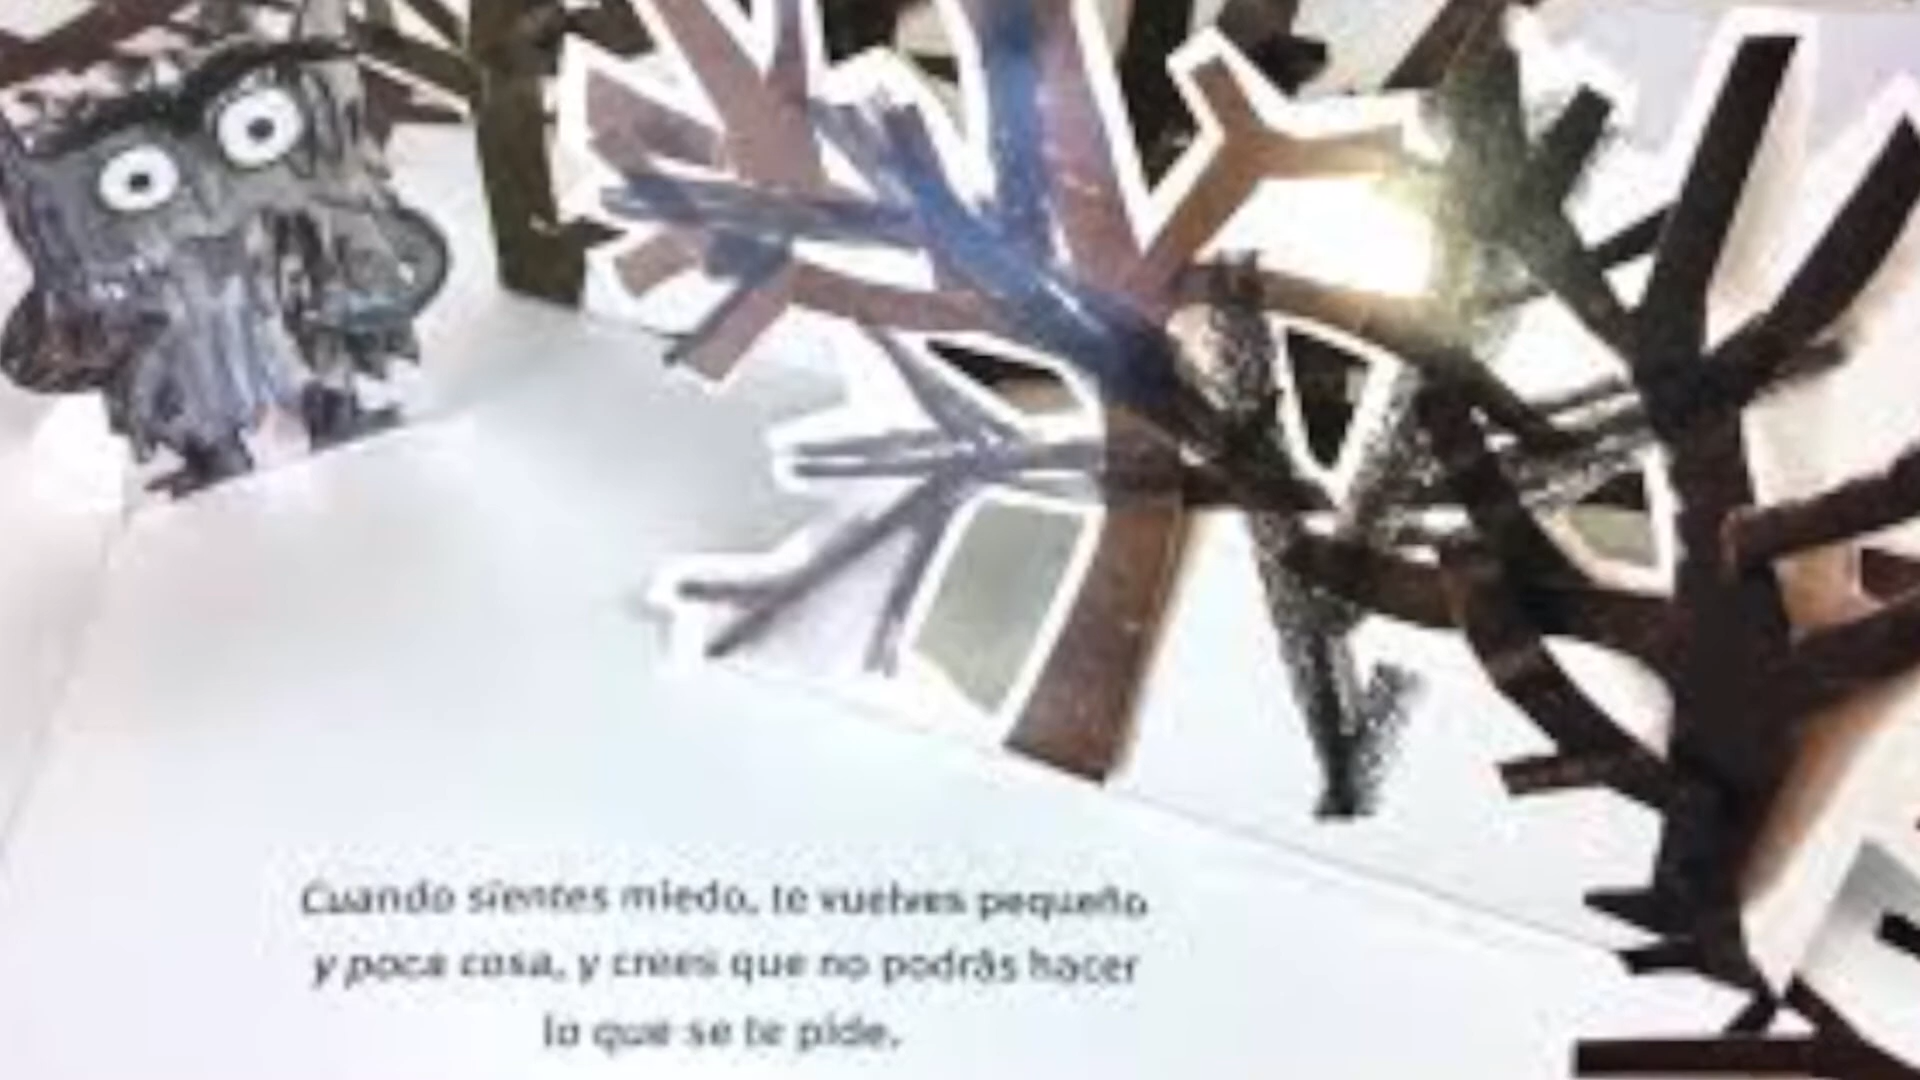 Cuando sientes miedo, te vuelves pequeño
y poca cosa, y crees que no podrás hacer
lo que se te pide.